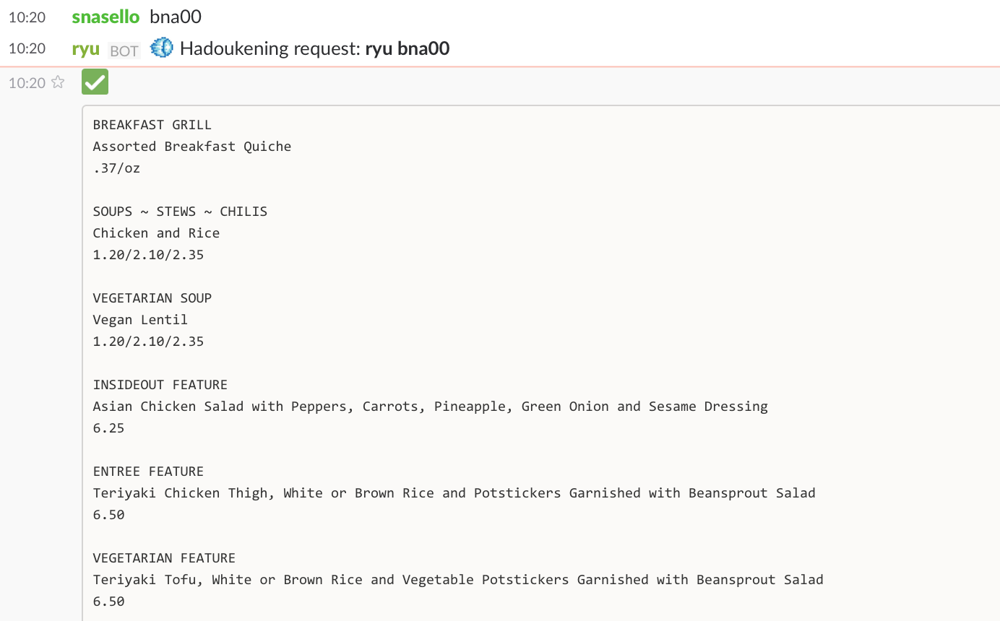 10:20 snasello bna00
10:20 ryu BOT Hadoukening request: ryu bna00
10:20
BREAKFAST GRILL
Assorted Breakfast Quiche
.37/oz
SOUPS ~ STEWS ~ CHILIS
Chicken and Rice
1.20/2.10/2.35
VEGETARIAN SOUP
Vegan Lentil
1.20/2.10/2.35
INSIDEOUT FEATURE
Asian Chicken Salad with Peppers, Carrots, Pineapple, Green Onion and Sesame Dressing
6.25
ENTREE FEATURE
Teriyaki Chicken Thigh, White or Brown Rice and Potstickers Garnished with Beansprout Salad
6.50
VEGETARIAN FEATURE
Teriyaki Tofu, White or Brown Rice and Vegetable Potstickers Garnished with Beansprout Salad
6.50